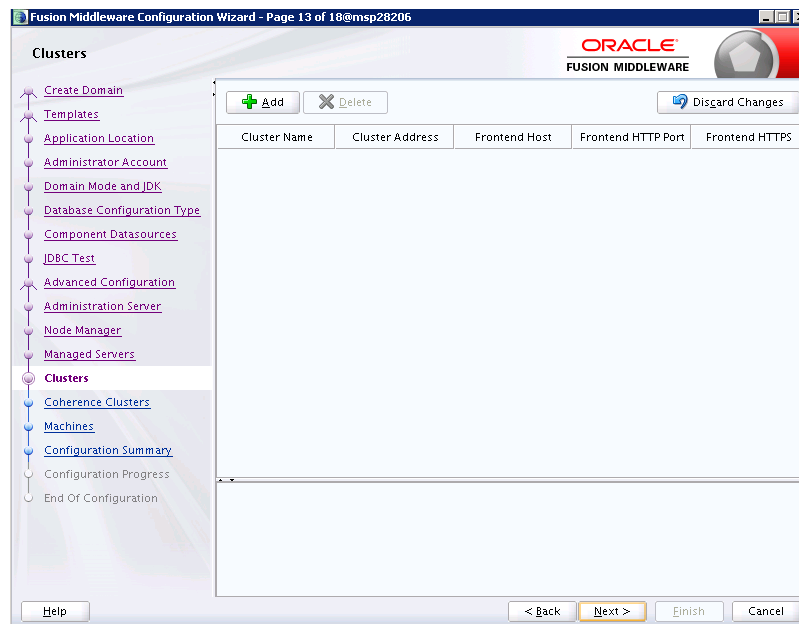 Fusion Middleware Configuration Wizard - Page 13 of 18@msp28206
Clusters
ORACLE
FUSION MIDDLEWARE
Create Domain
Templates
Application Location
Administrator Account
Domain Mode and JDK
Database Configuration Type
Component Datasources
JDBC Test
Advanced Configuration
Administration Server
Node Manager
Managed Servers
Clusters
Coherence Clusters
Machines
Configuration Summary
Configuration Progress
End Of Configuration
Add Delete Discard Changes
Cluster Name Cluster Address Frontend Host Frontend HTTP Port Frontend HTTPS
Help < Back Next > Finish Cancel